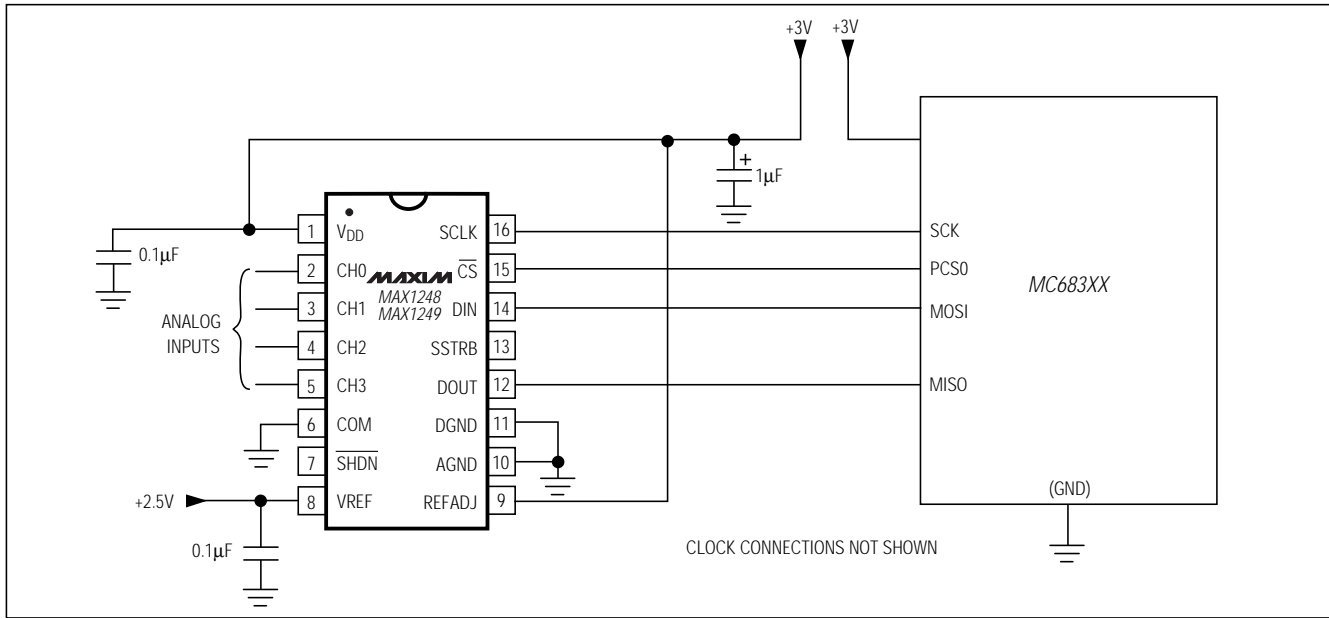 +3V
+3V
+
1µF
0.1µF
1 VDD
SCLK 16
SCK
2 CH0
MAXIM
CS 15
PCS0
MAX1248
MAX1249
3 CH1
DIN 14
MOSI
MC683XX
ANALOG
INPUTS
4 CH2
SSTRB 13
5 CH3
DOUT 12
MISO
6 COM
DGND 11
7 SHDN
AGND 10
+2.5V
8 VREF
REFADJ 9
(GND)
0.1µF
CLOCK CONNECTIONS NOT SHOWN